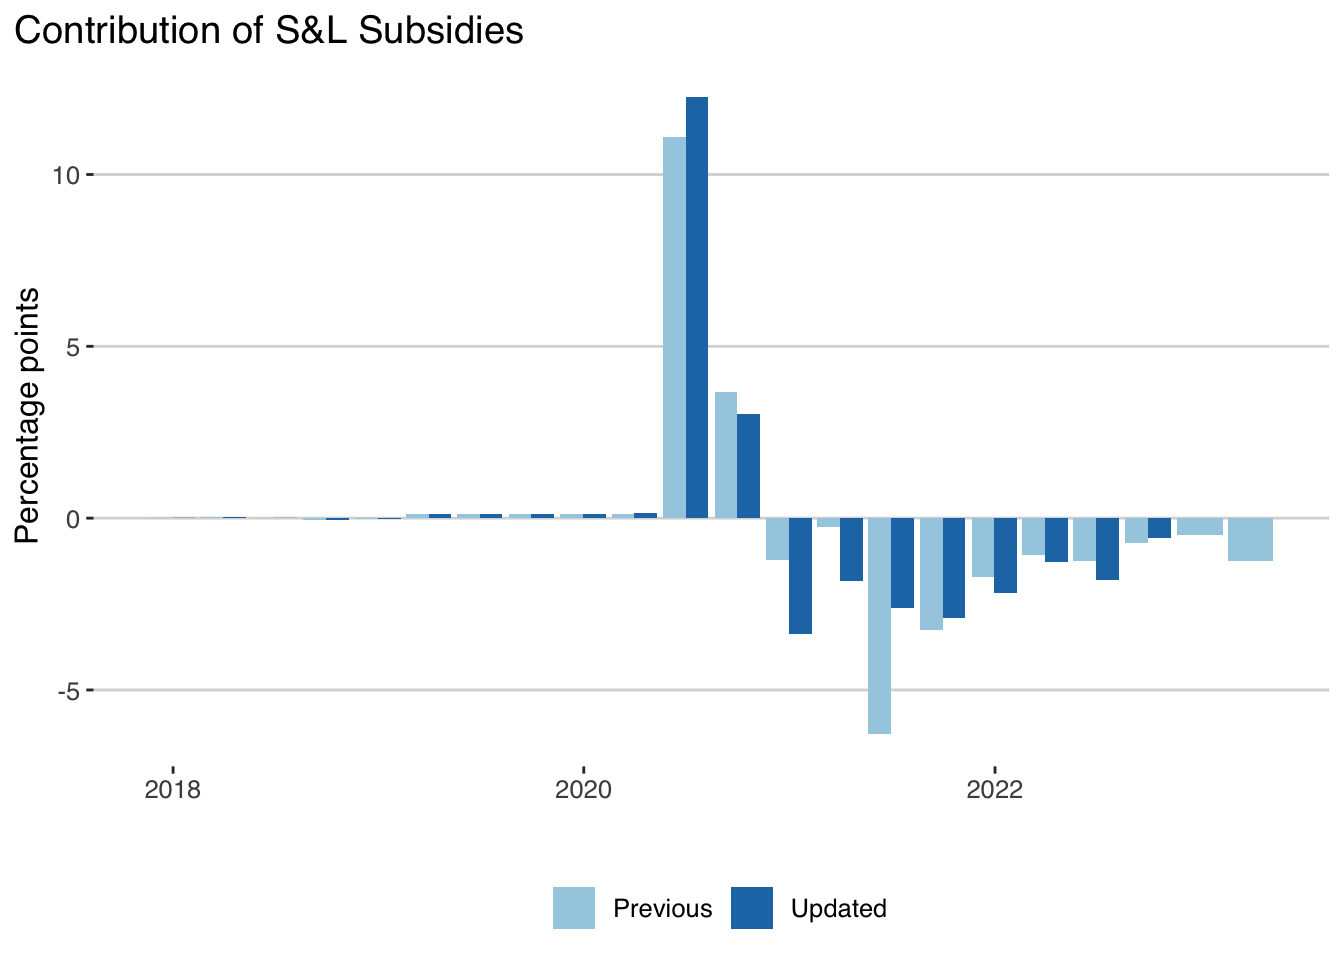 Contribution of S&L Subsidies
Percentage points
10
5
0
-5
2018
2020
2022
Previous
Updated